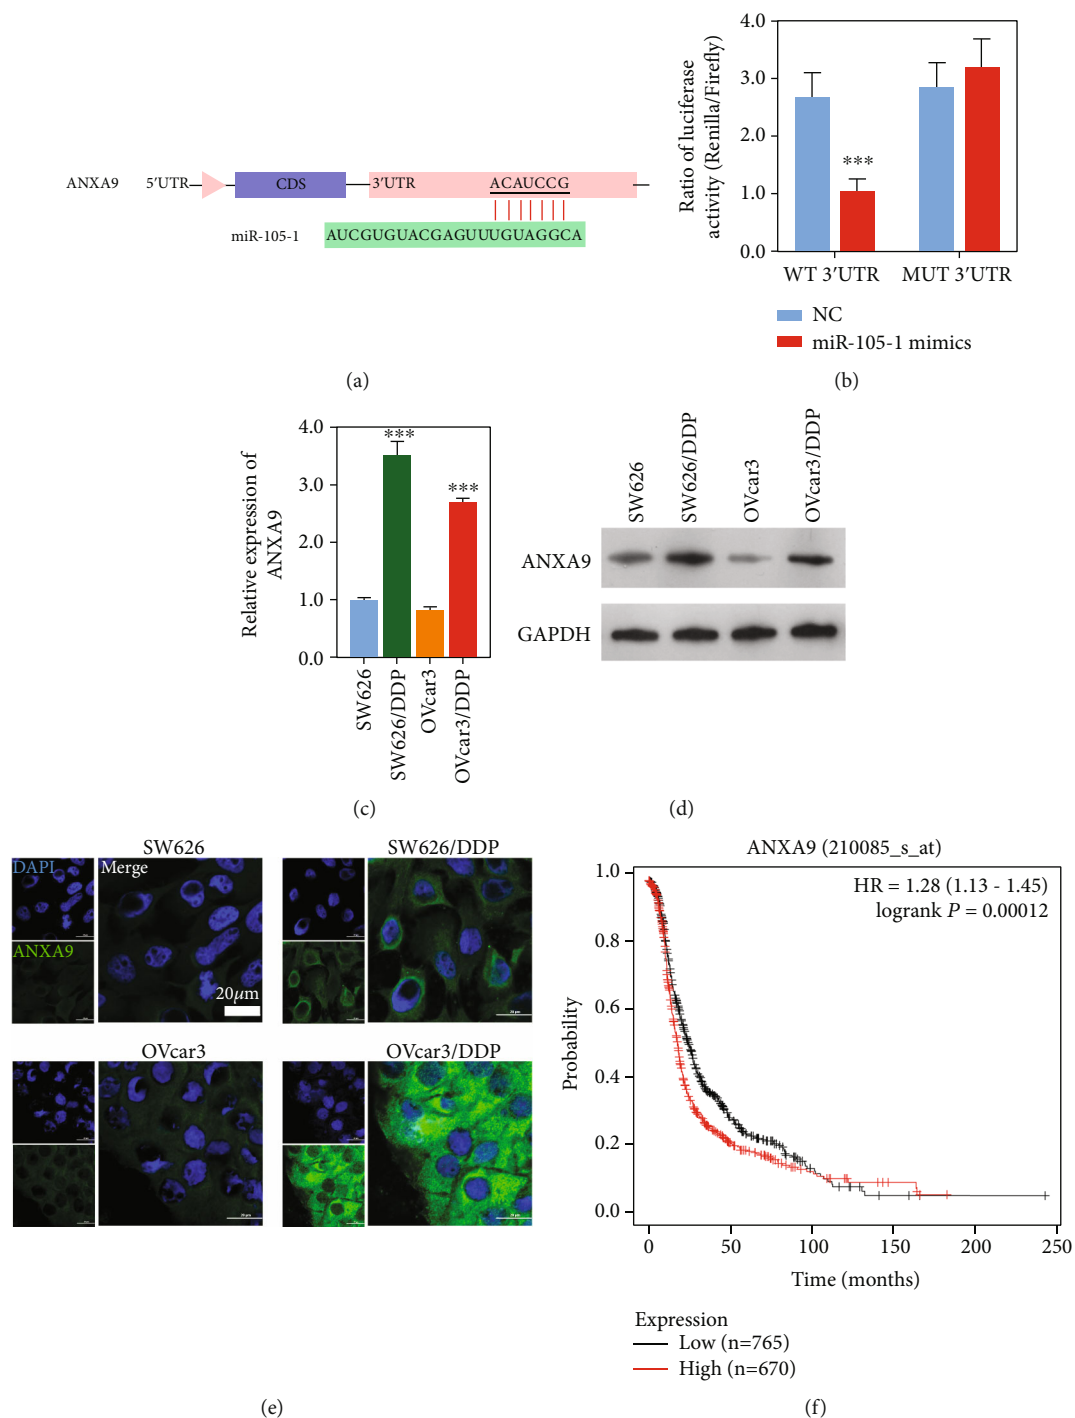 ANXA9 5′UTR CDS 3′UTR ACAUCCG
miR-105-1 AUCGUGUACGAGUUUGUAGGCA
(a)
Ratio of luciferase
activity (Renilla/Firefly)
4.0
3.0
2.0
1.0
0.0
***
WT 3′UTR MUT 3′UTR
NC
miR-105-1 mimics
(b)
Relative expression of
ANXA9
4.0
3.0
2.0
1.0
0.0
***
***
SW626
SW626/DDP
OVcar3
OVcar3/DDP
(c)
SW626
SW626/DDP
OVcar3
OVcar3/DDP
ANXA9
GAPDH
(d)
SW626
DAPI
Merge
ANXA9
20μm
SW626/DDP
20 μm
OVcar3
20 μm
OVcar3/DDP
20 μm
(e)
ANXA9 (210085_s_at)
HR = 1.28 (1.13 - 1.45)
logrank P = 0.00012
Probability
1.0
0.8
0.6
0.4
0.2
0.0
0 50 100 150 200 250
Time (months)
Expression
Low (n=765)
High (n=670)
(f)